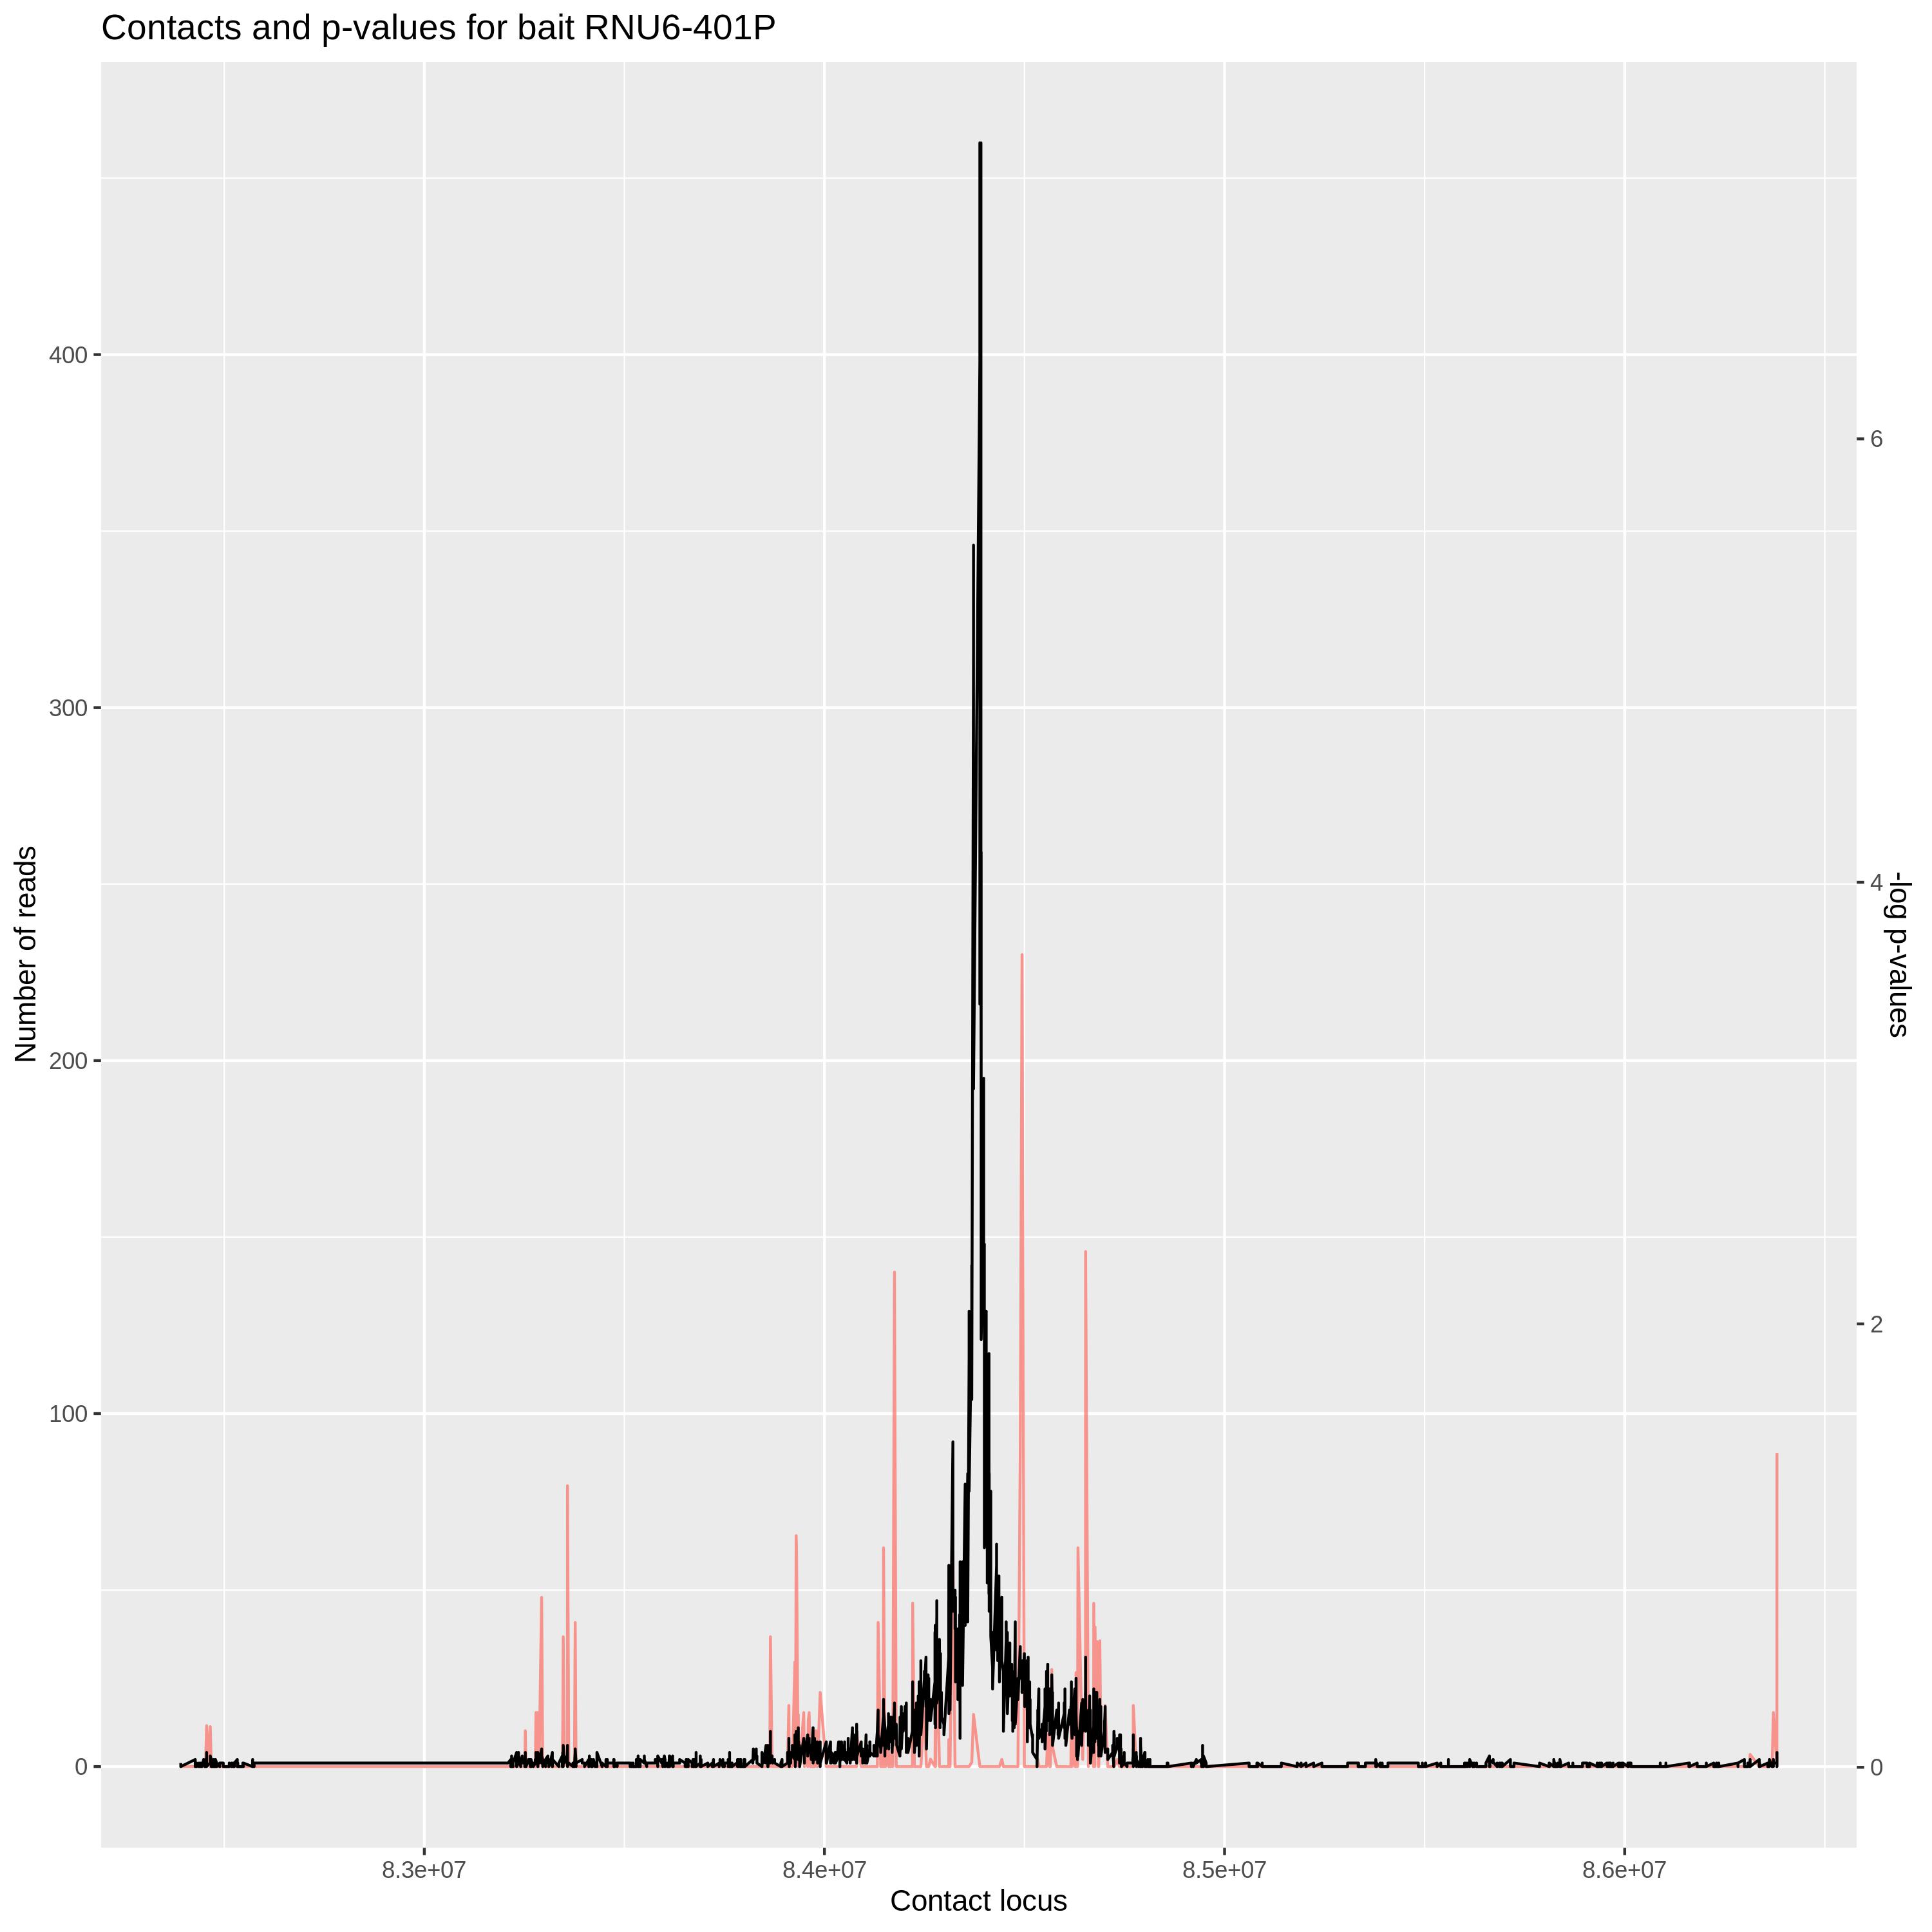 Contacts and p-values for bait RNU6-401P
Number of reads
400
300
200
100
0
6
4
2
0
-log p-values
8.3e+07
8.4e+07
8.5e+07
8.6e+07
Contact locus